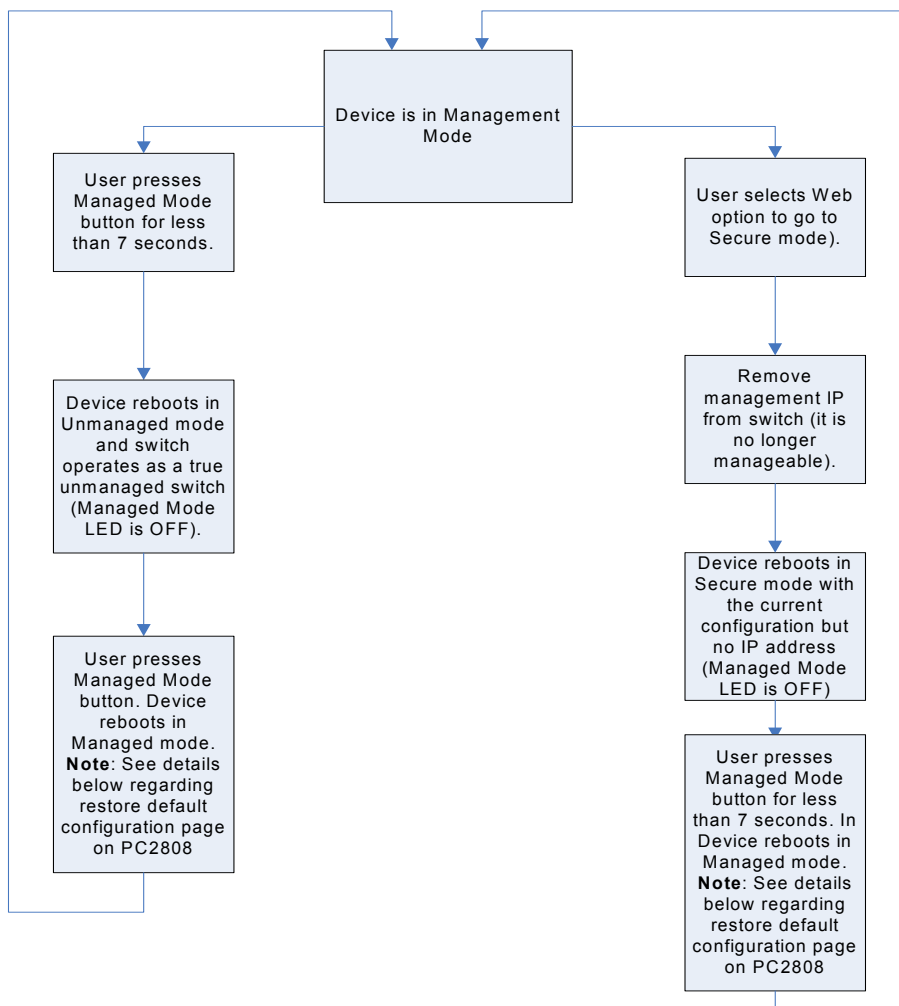 Device is in Management
Mode
User presses
Managed Mode
button for less
than 7 seconds.
Device reboots in
Unmanaged mode
and switch
operates as a true
unmanaged switch
(Managed Mode
LED is OFF).
User presses
Managed Mode
button. Device
reboots in
Managed mode.
Note: See details
below regarding
restore default
configuration page
on PC2808
User selects Web
option to go to
Secure mode).
Remove
management IP
from switch (it is
no longer
manageable).
Device reboots in
Secure mode with
the current
configuration but
no IP address
(Managed Mode
LED is OFF)
User presses
Managed Mode
button for less
than 7 seconds. In
Device reboots in
Managed mode.
Note: See details
below regarding
restore default
configuration page
on PC2808